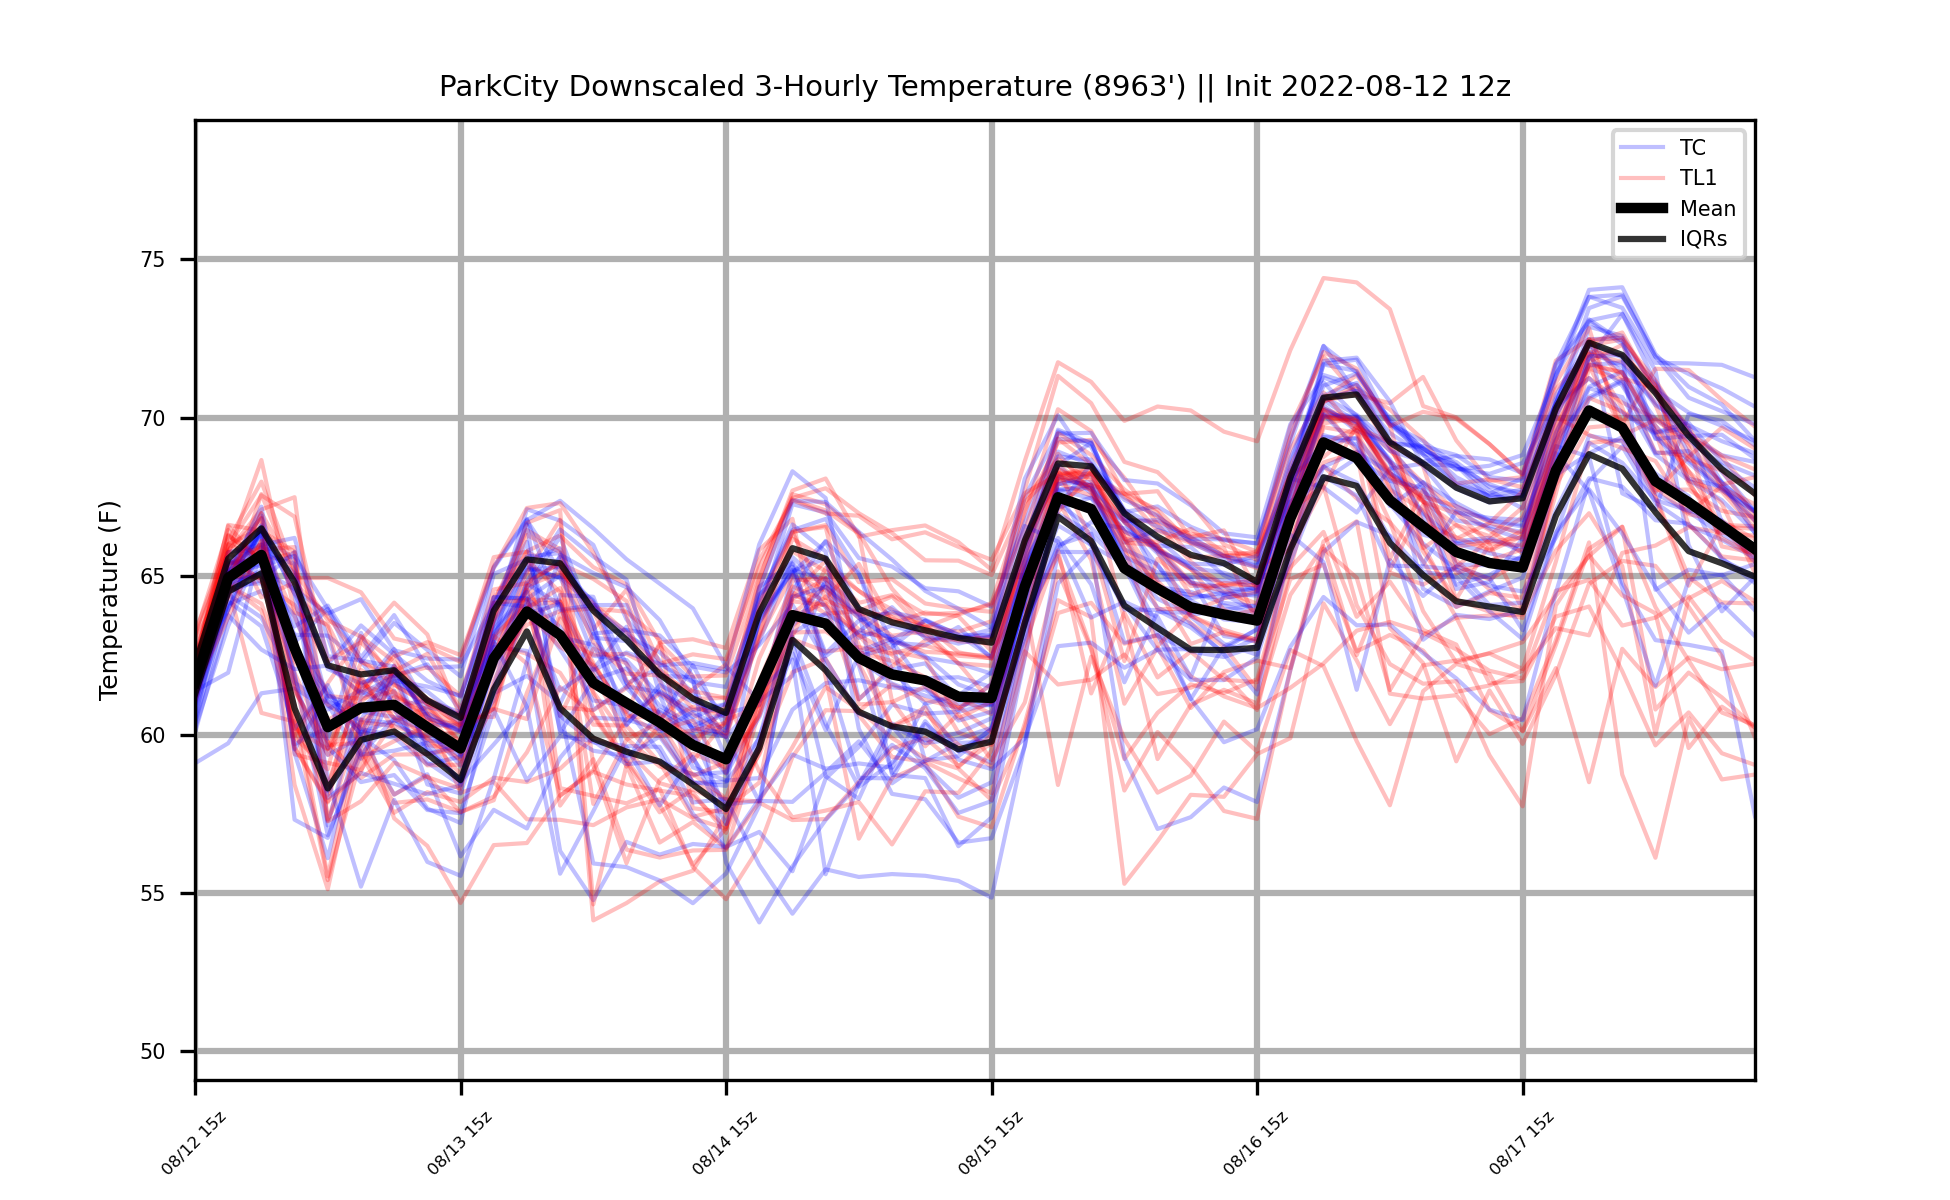 ParkCity Downscaled 3-Hourly Temperature (8963') || Init 2022-08-12 12z
TC
TL1
Mean
IQRs
Temperature (F)
75
70
65
60
55
50
08/12 15z
08/13 15z
08/14 15z
08/15 15z
08/16 15z
08/17 15z